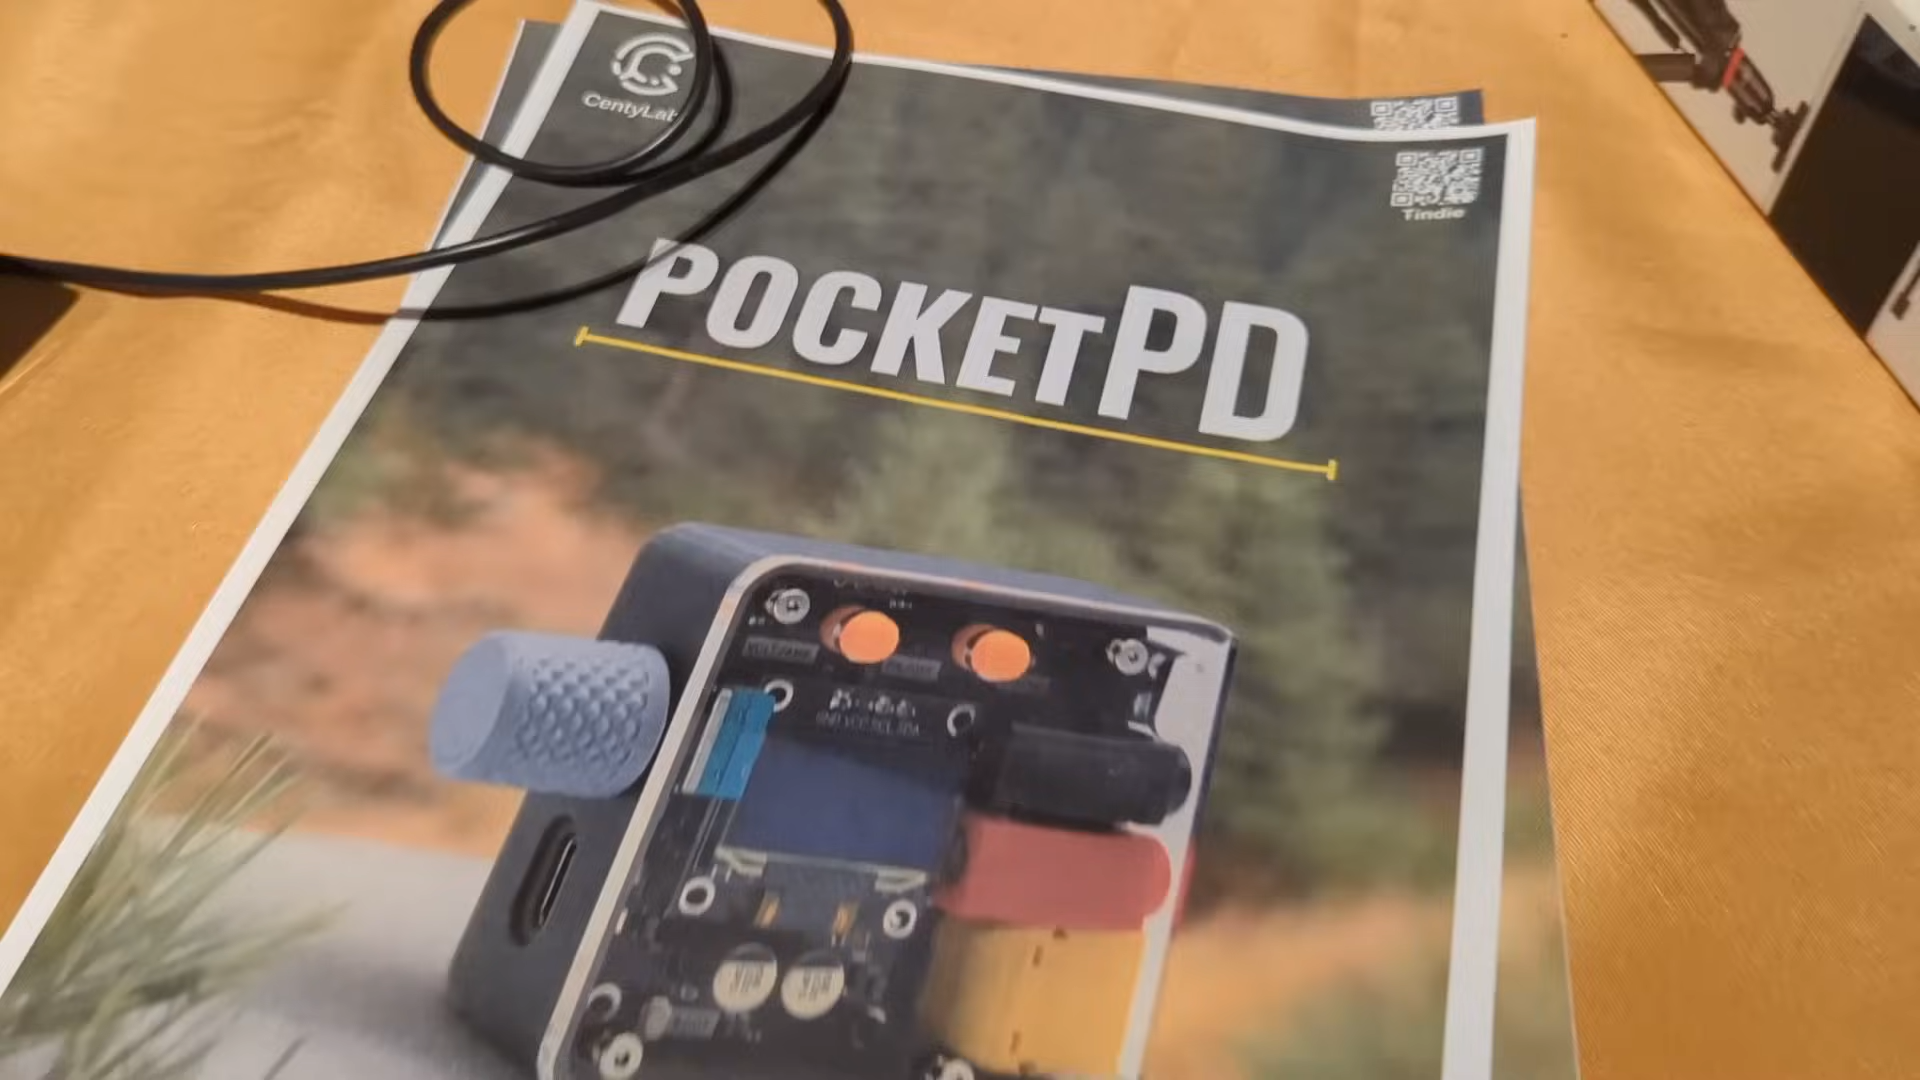 CentyLab
Tindie
POCKETPD
GND VCC SCL SDA